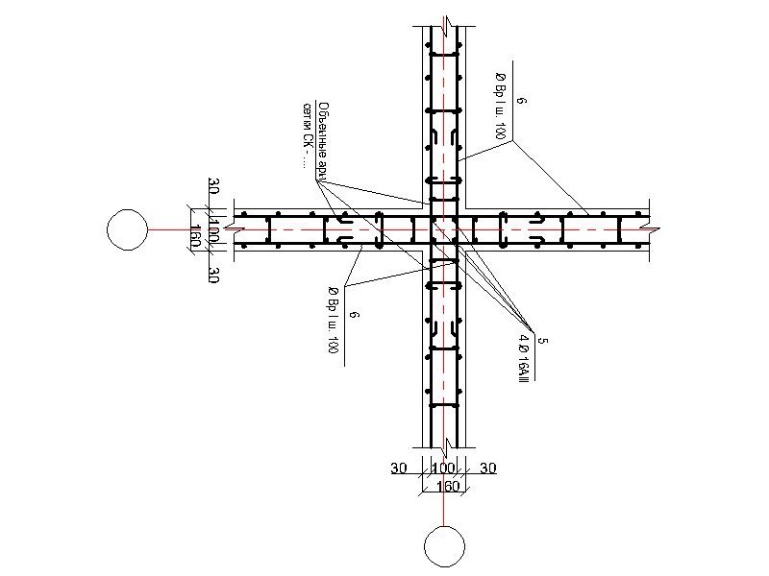 6
Ø Вр I ш. 100
Объемные арм
сетки СК - ....
30
100
160
30
6
Ø Вр I ш. 100
5
4 Ø 16АIII
30 100 30
160